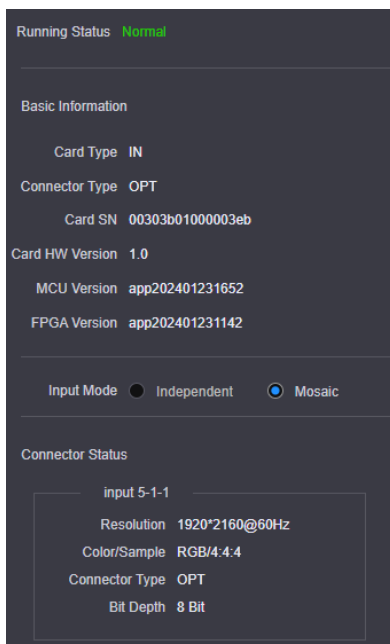 Running Status Normal
Basic Information
Card Type IN
Connector Type OPT
Card SN 00303b01000003eb
Card HW Version 1.0
MCU Version app202401231652
FPGA Version app202401231142
Input Mode Independent Mosaic
Connector Status
input 5-1-1
Resolution 1920*2160@60Hz
Color/Sample RGB/4:4:4
Connector Type OPT
Bit Depth 8 Bit